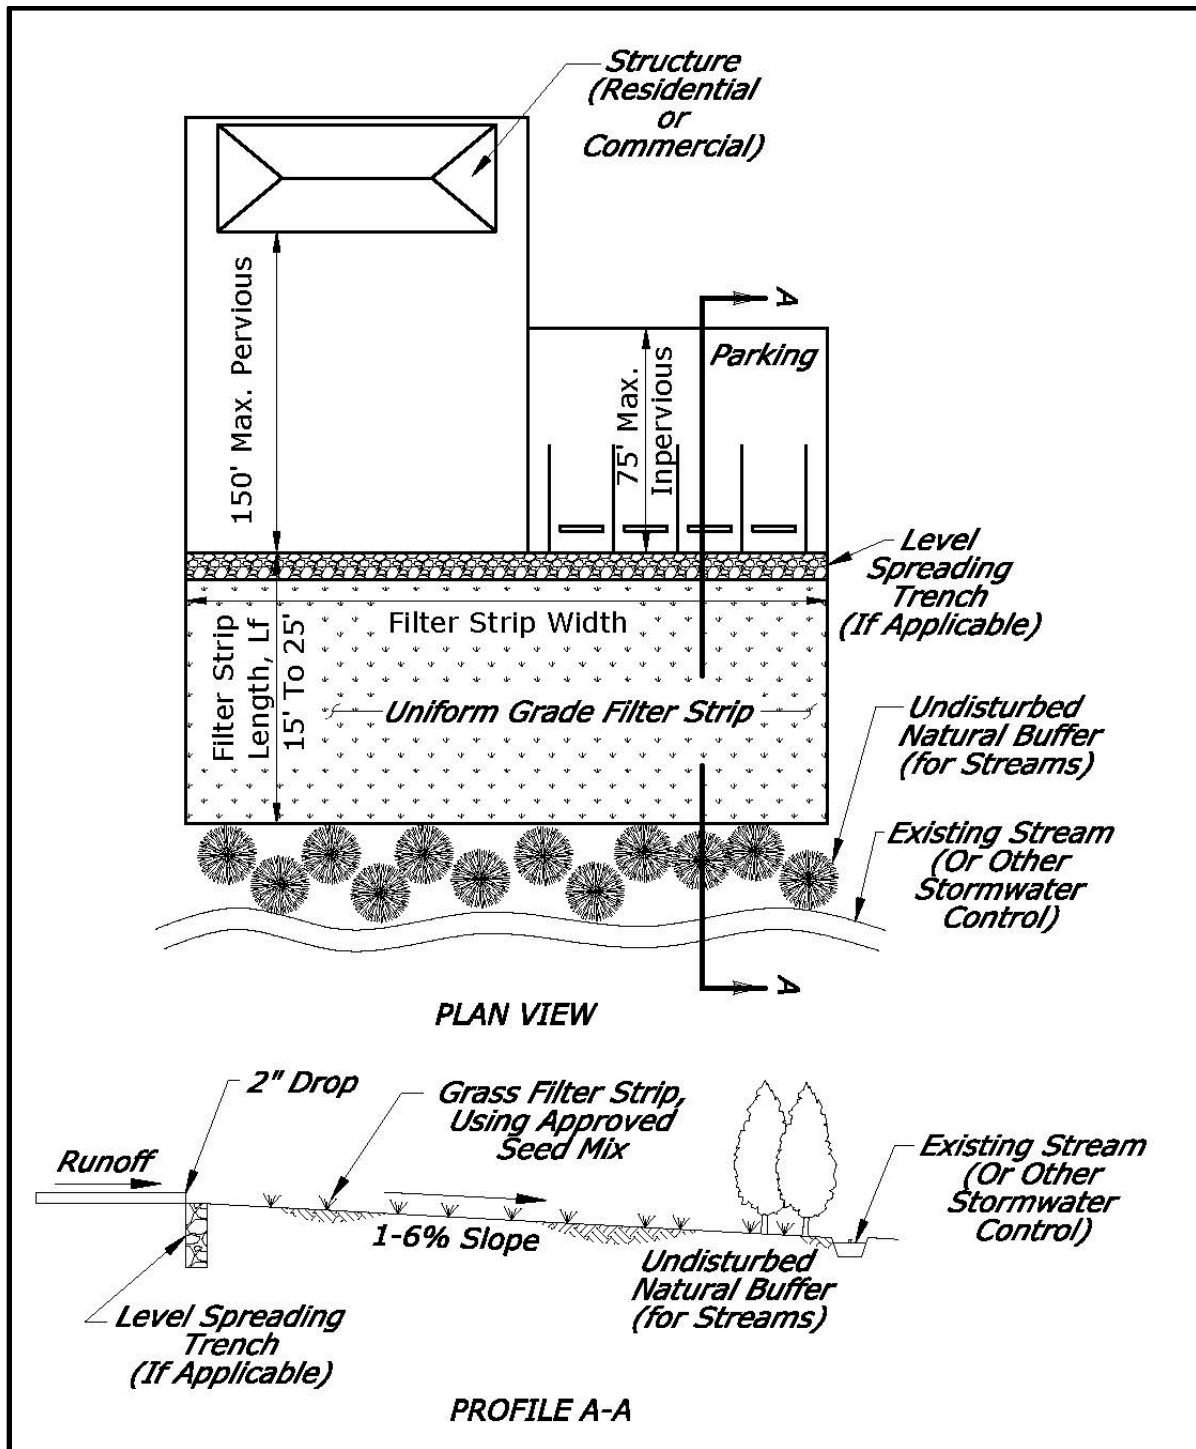 Structure
(Residential
or
Commercial)
150' Max. Pervious
A
Parking
75' Max.
Inpervious
Level
Spreading
Trench
(If Applicable)
Filter Strip Width
Filter Strip
Length, Lf
15' To 25'
Uniform Grade Filter Strip
Undisturbed
Natural Buffer
(for Streams)
Existing Stream
(Or Other
Stormwater
Control)
A
PLAN VIEW
2" Drop
Grass Filter Strip,
Using Approved
Seed Mix
Runoff
1-6% Slope
Existing Stream
(Or Other
Stormwater
Control)
Undisturbed
Natural Buffer
(for Streams)
Level Spreading
Trench
(If Applicable)
PROFILE A-A